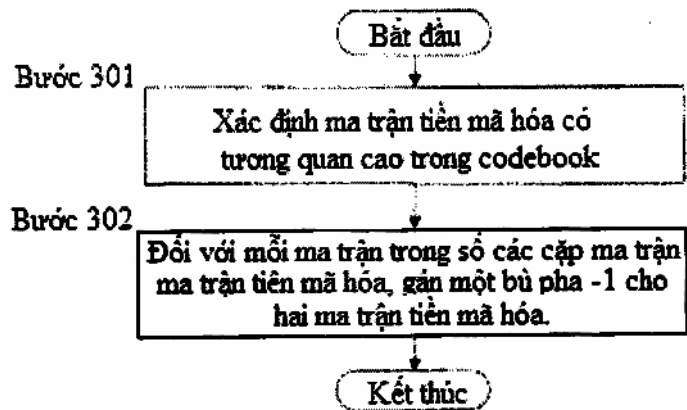 Bắt đầu
Bước 301
Xác định ma trận tiền mã hóa có
tương quan cao trong codebook
Bước 302
Đối với mỗi ma trận trong số các cặp ma trận
ma trận tiên mã hóa, gán một bù pha -1 cho
hai ma trận tiền mã hóa.
Kết thúc